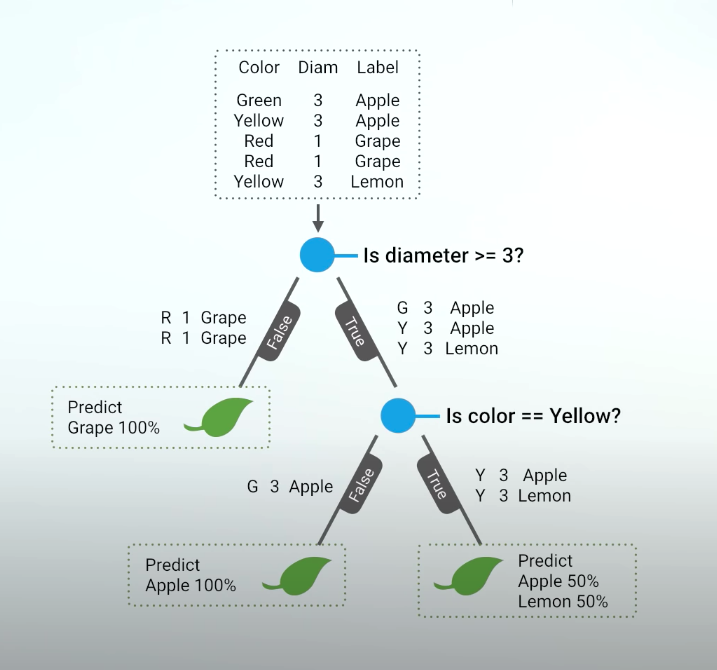 Color Diam Label
Green 3 Apple
Yellow 3 Apple
Red 1 Grape
Red 1 Grape
Yellow 3 Lemon
Is diameter >= 3?
R 1 Grape
R 1 Grape
False
True
G 3 Apple
Y 3 Apple
Y 3 Lemon
Predict
Grape 100%
Is color == Yellow?
G 3 Apple
False
True
Y 3 Apple
Y 3 Lemon
Predict
Apple 100%
Predict
Apple 50%
Lemon 50%